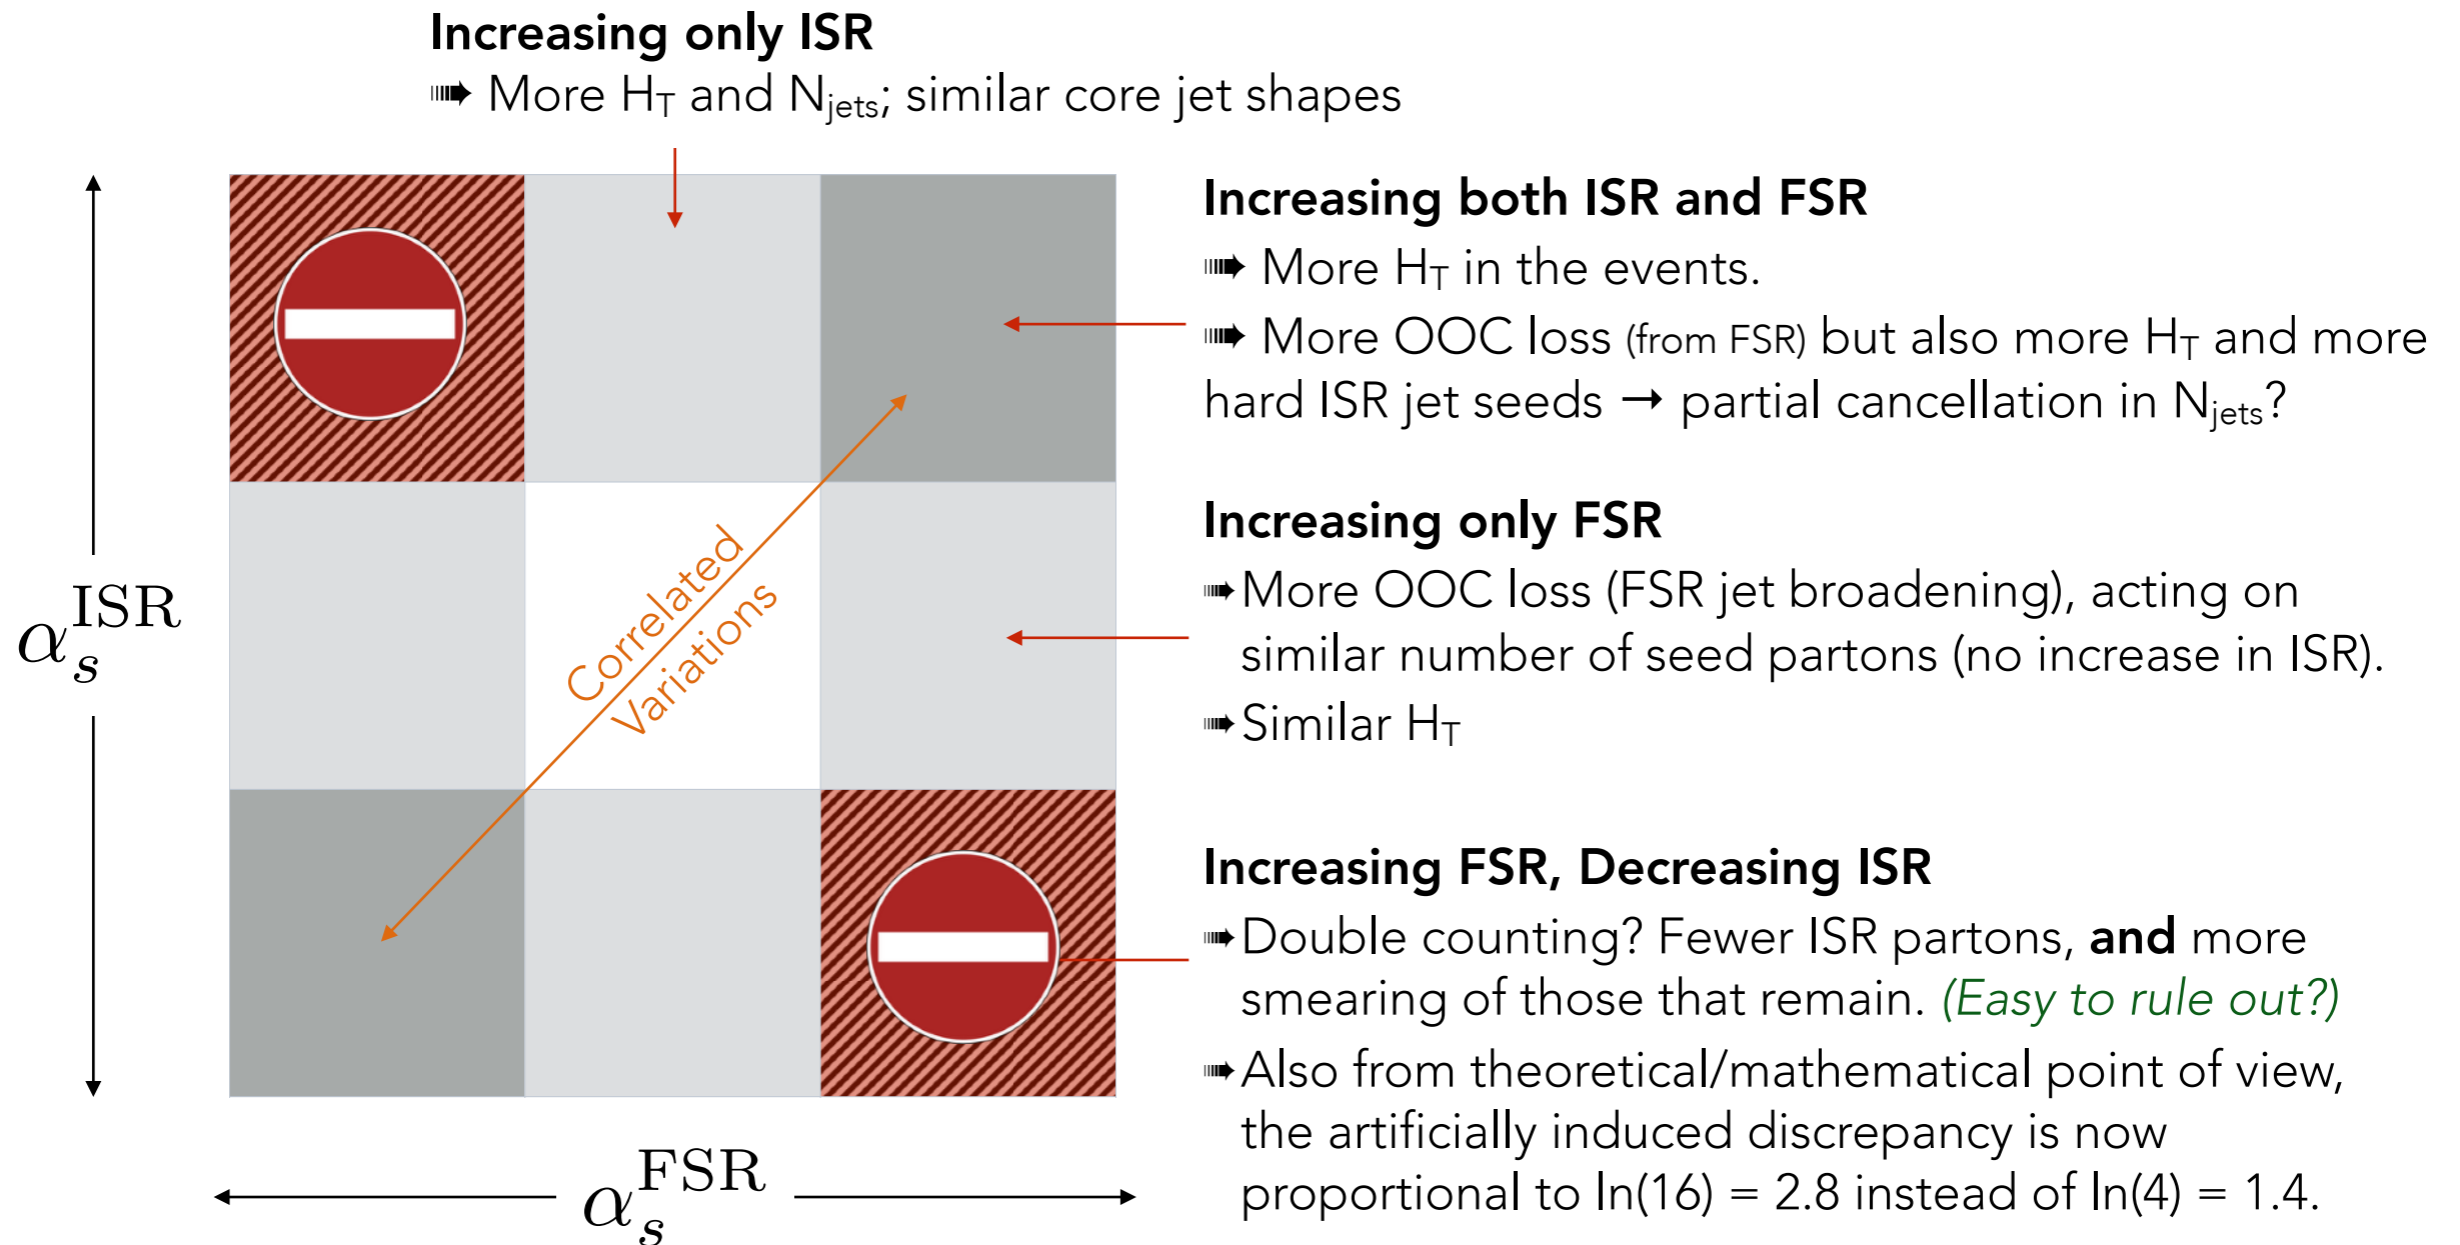 Increasing only ISR
➠ More H_T and N_jets; similar core jet shapes
Increasing both ISR and FSR
➠ More H_T in the events.
➠ More OOC loss (from FSR) but also more H_T and more
hard ISR jet seeds → partial cancellation in N_jets?
Increasing only FSR
➠More OOC loss (FSR jet broadening), acting on
similar number of seed partons (no increase in ISR).
➠Similar H_T
Increasing FSR, Decreasing ISR
➠Double counting? Fewer ISR partons, and more
smearing of those that remain. (Easy to rule out?)
➠Also from theoretical/mathematical point of view,
the artificially induced discrepancy is now
proportional to ln(16) = 2.8 instead of ln(4) = 1.4.
Correlated
Variations
α_s^ISR
α_s^FSR